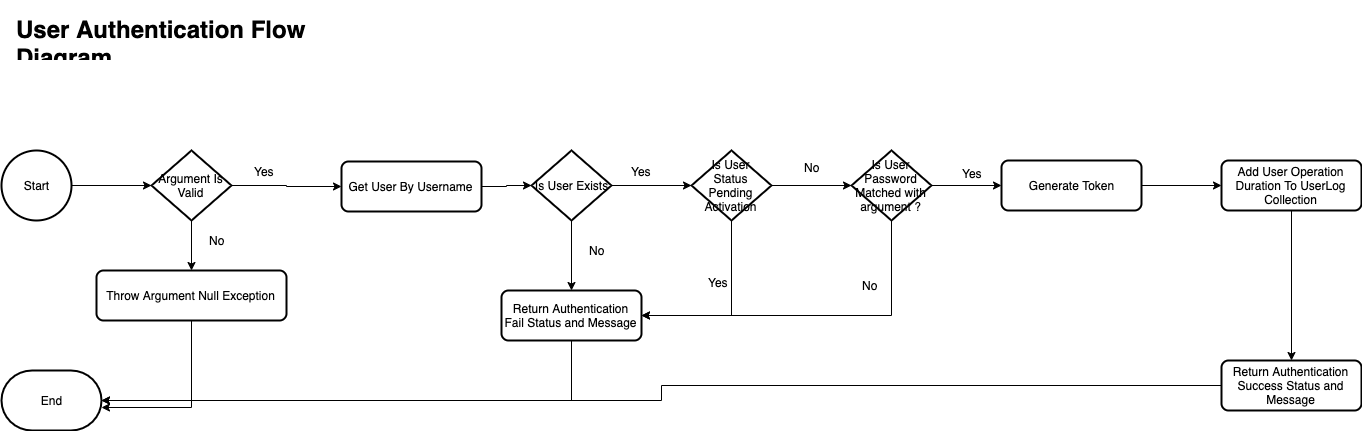 User Authentication Flow
Diagram
Start
Argument Is
Valid
Yes
Get User By Username
Is User Exists
Yes
Is User
Status
Pending
Activation
No
Is User
Password
Matched with
argument ?
Yes
Generate Token
Add User Operation
Duration To UserLog
Collection
No
No
Yes
No
Throw Argument Null Exception
Return Authentication
Fail Status and Message
End
Return Authentication
Success Status and
Message